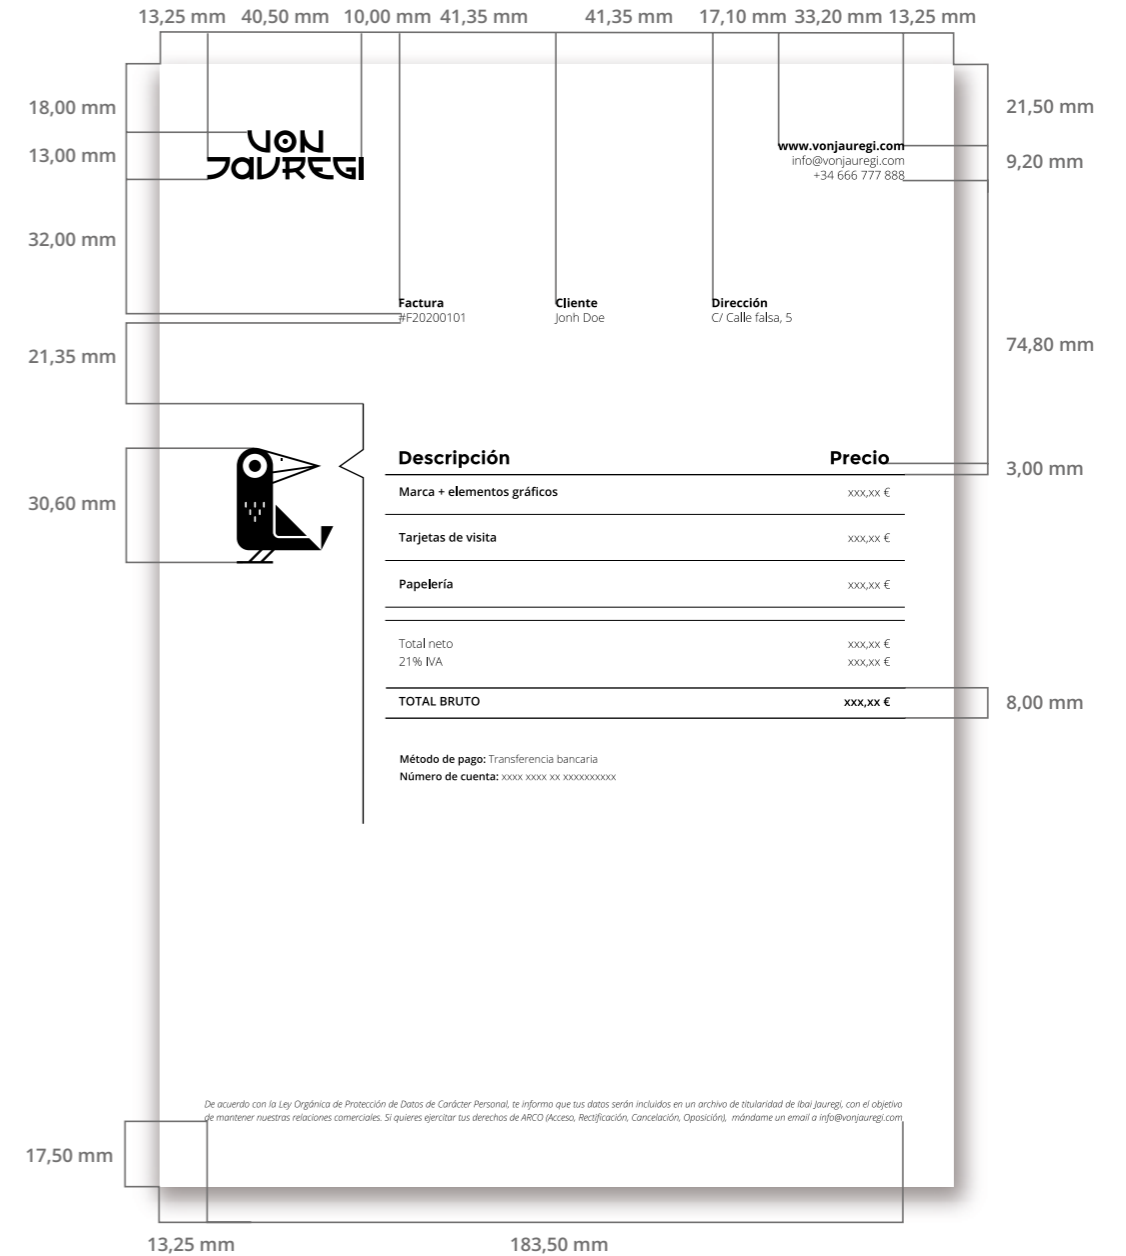 13,25 mm 40,50 mm 10,00 mm 41,35 mm 41,35 mm 17,10 mm 33,20 mm 13,25 mm
18,00 mm
21,50 mm
VON
JAUREGI
13,00 mm
www.vonjauregi.com
info@vonjauregi.com
+34 666 777 888
9,20 mm
32,00 mm
Factura Cliente Dirección
#F20200101 Jonh Doe C/ Calle falsa, 5
21,35 mm
74,80 mm
Descripción Precio
3,00 mm
Marca + elementos gráficos xxx,xx €
30,60 mm
Tarjetas de visita xxx,xx €
Papelería xxx,xx €
Total neto xxx,xx €
21% IVA xxx,xx €
TOTAL BRUTO xxx,xx €
8,00 mm
Método de pago: Transferencia bancaria
Número de cuenta: xxxx xxxx xx xxxxxxxxxx
De acuerdo con la Ley Orgánica de Protección de Datos de Carácter Personal, te informo que tus datos serán incluidos en un archivo de titularidad de Ibai Jauregi, con el objetivo
de mantener nuestras relaciones comerciales. Si quieres ejercitar tus derechos de ARCO (Acceso, Rectificación, Cancelación, Oposición), mándame un email a info@vonjauregi.com
17,50 mm
13,25 mm 183,50 mm